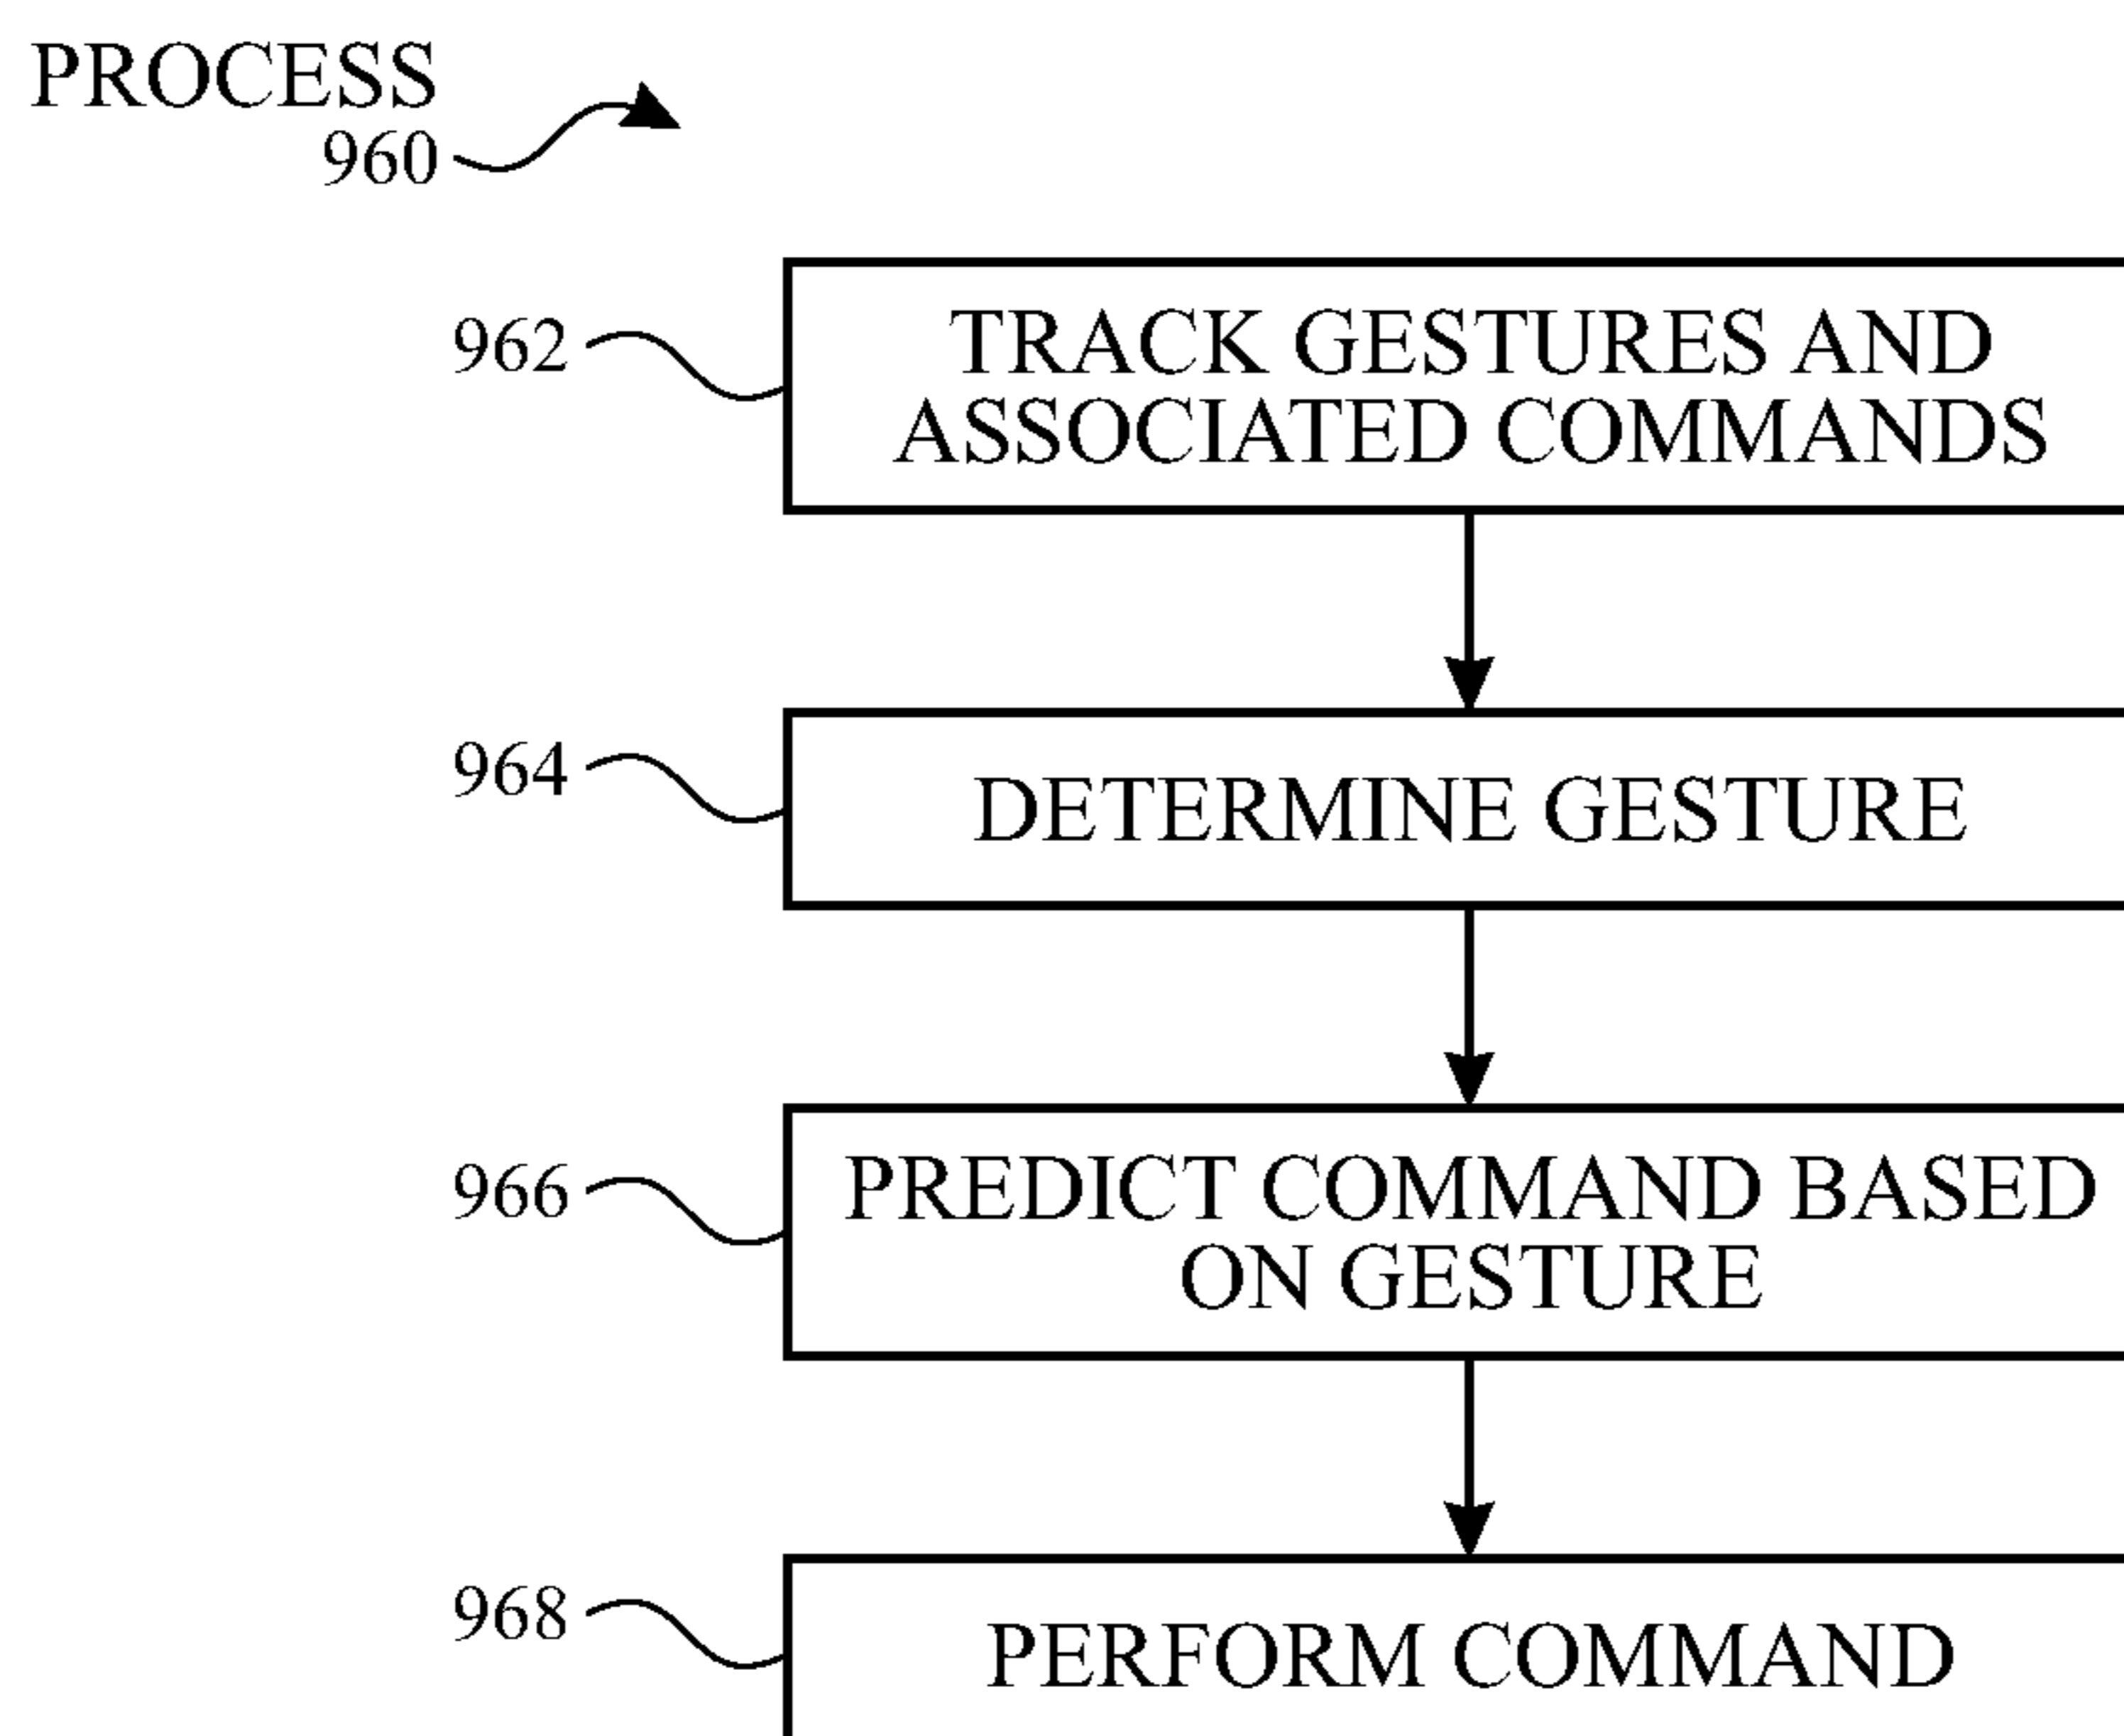 PROCESS
960
962
TRACK GESTURES AND
ASSOCIATED COMMANDS
964
DETERMINE GESTURE
966
PREDICT COMMAND BASED
ON GESTURE
968
PERFORM COMMAND